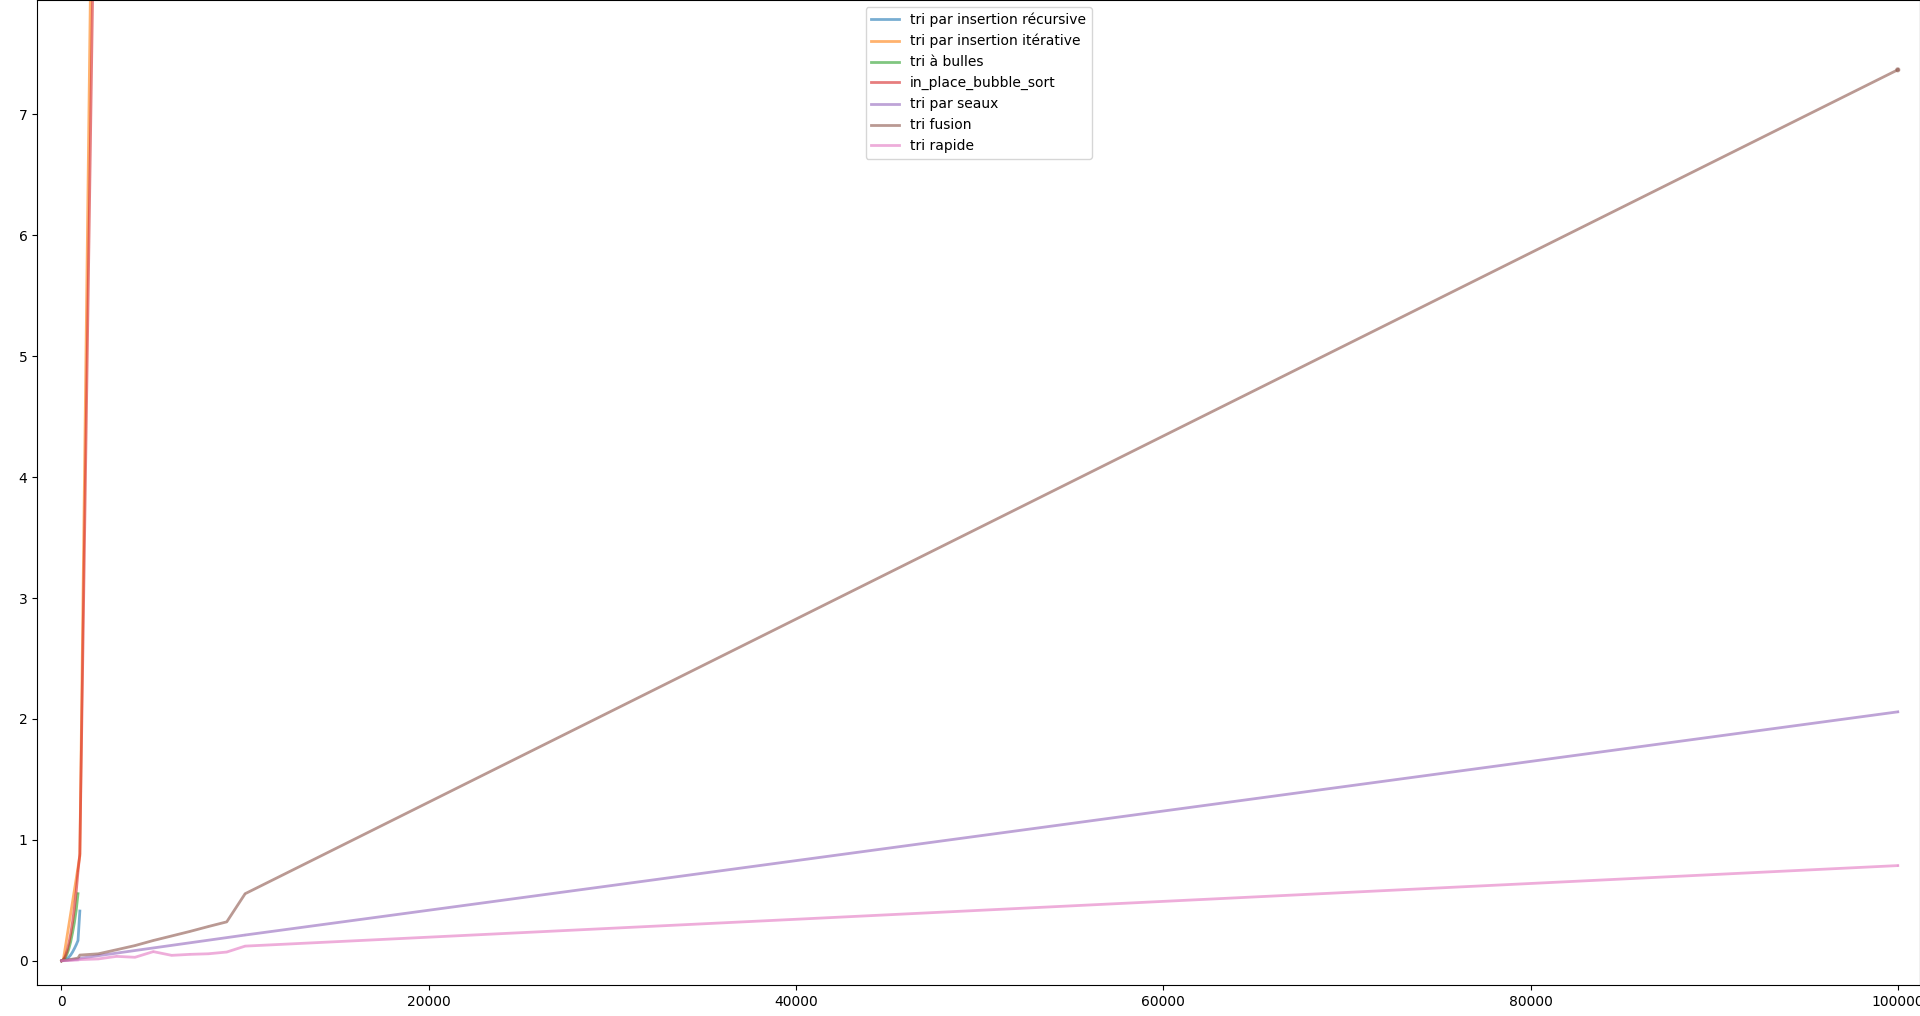 tri par insertion récursive
tri par insertion itérative
tri à bulles
in_place_bubble_sort
tri par seaux
tri fusion
tri rapide
7
6
5
4
3
2
1
0
0 20000 40000 60000 80000 100000